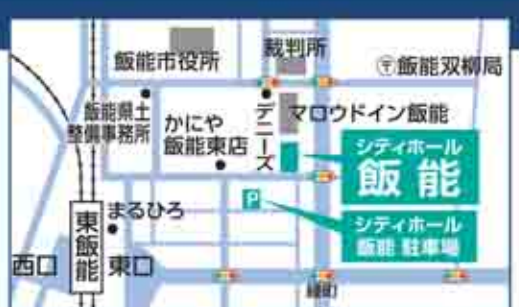 飯能市役所
裁判所
〒飯能双柳局
飯能県土
整備事務所
かにや
飯能東店
デニーズ
マロウドイン飯能
シティホール
飯能
P
シティホール
飯能 駐車場
まるひろ
東飯能
西口
東口